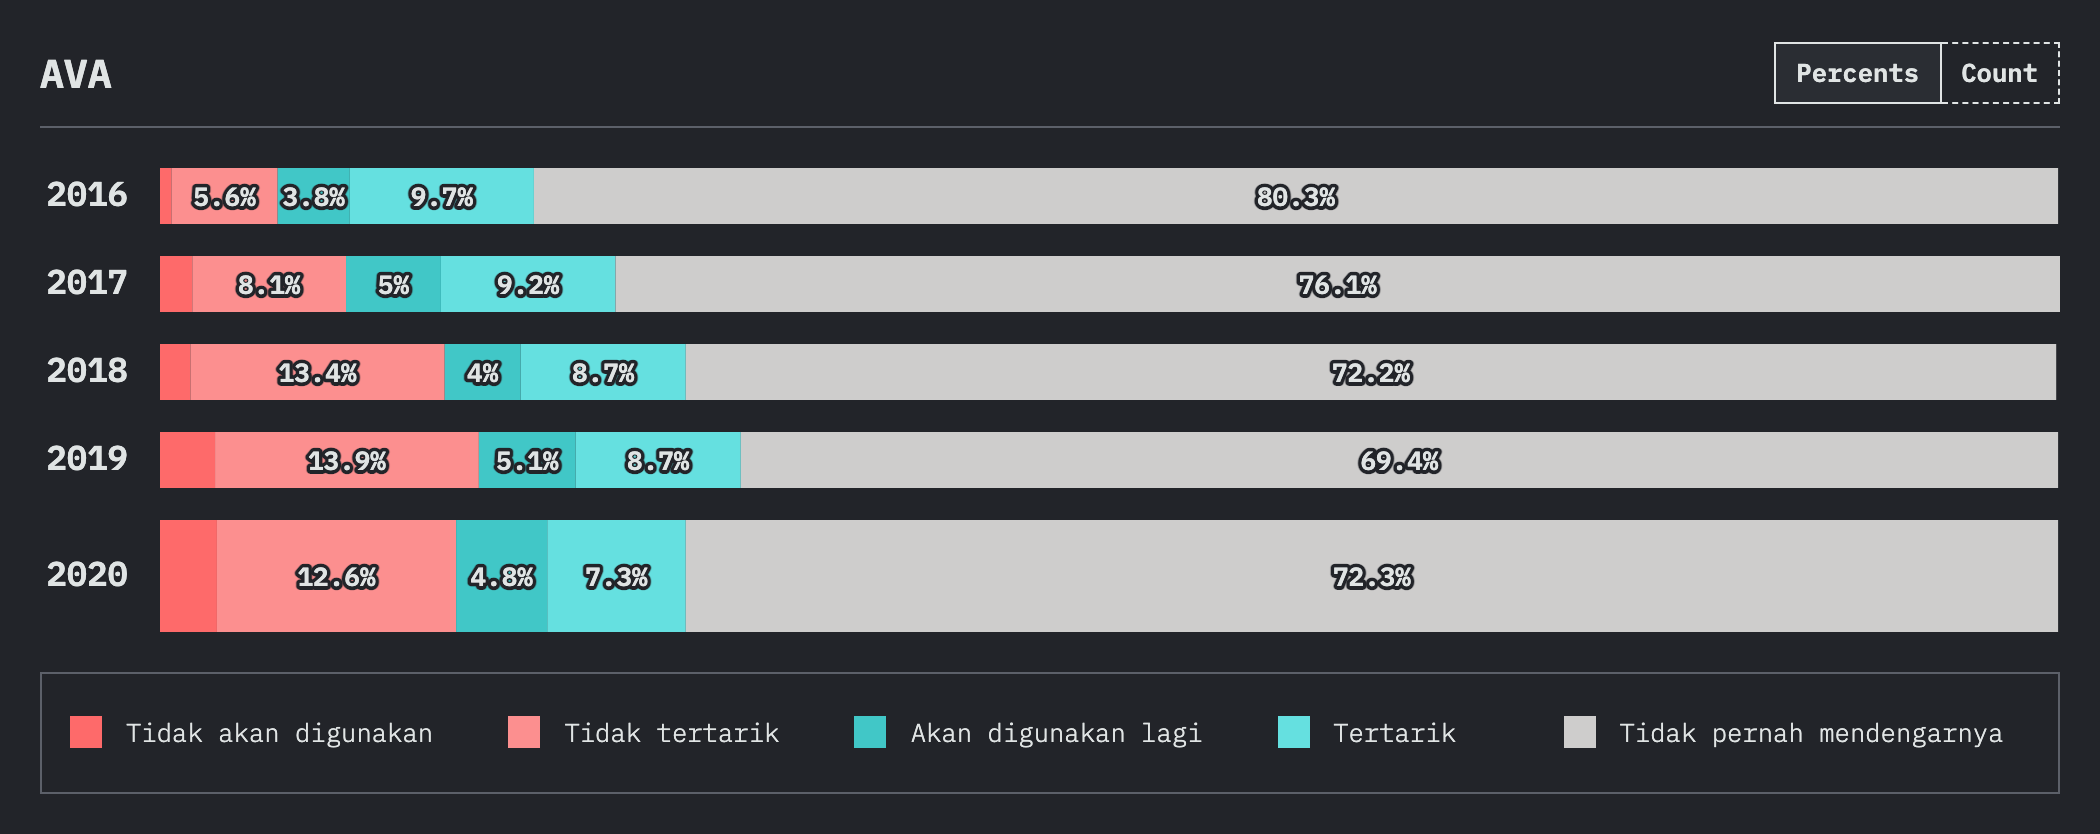 AVA
Percents Count
2016 5.6% 3.8% 9.7% 80.3%
2017 8.1% 5% 9.2% 76.1%
2018 13.4% 4% 8.7% 72.2%
2019 13.9% 5.1% 8.7% 69.4%
2020 12.6% 4.8% 7.3% 72.3%
Tidak akan digunakan Tidak tertarik Akan digunakan lagi Tertarik Tidak pernah mendengarnya